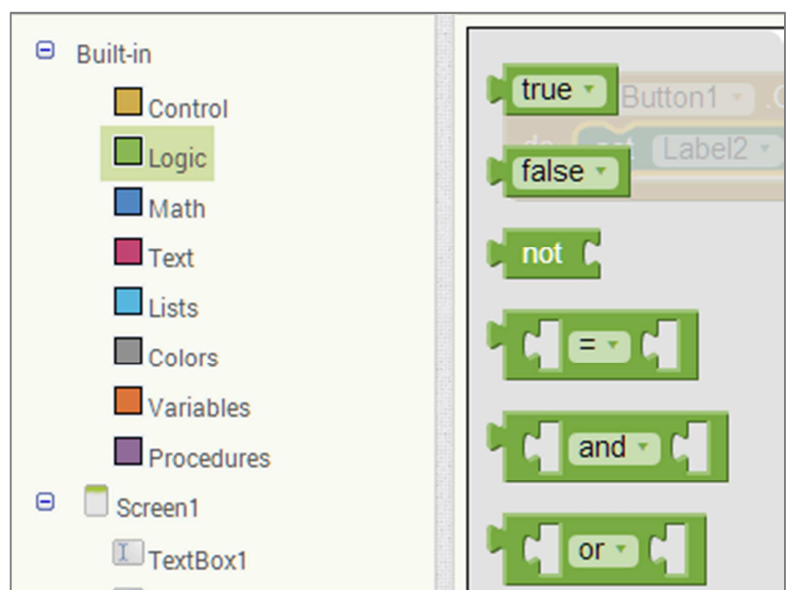 Built-in
Control
Logic
Math
Text
Lists
Colors
Variables
Procedures
Screen1
TextBox1
true
Button1
false
Label2
not
=
and
or